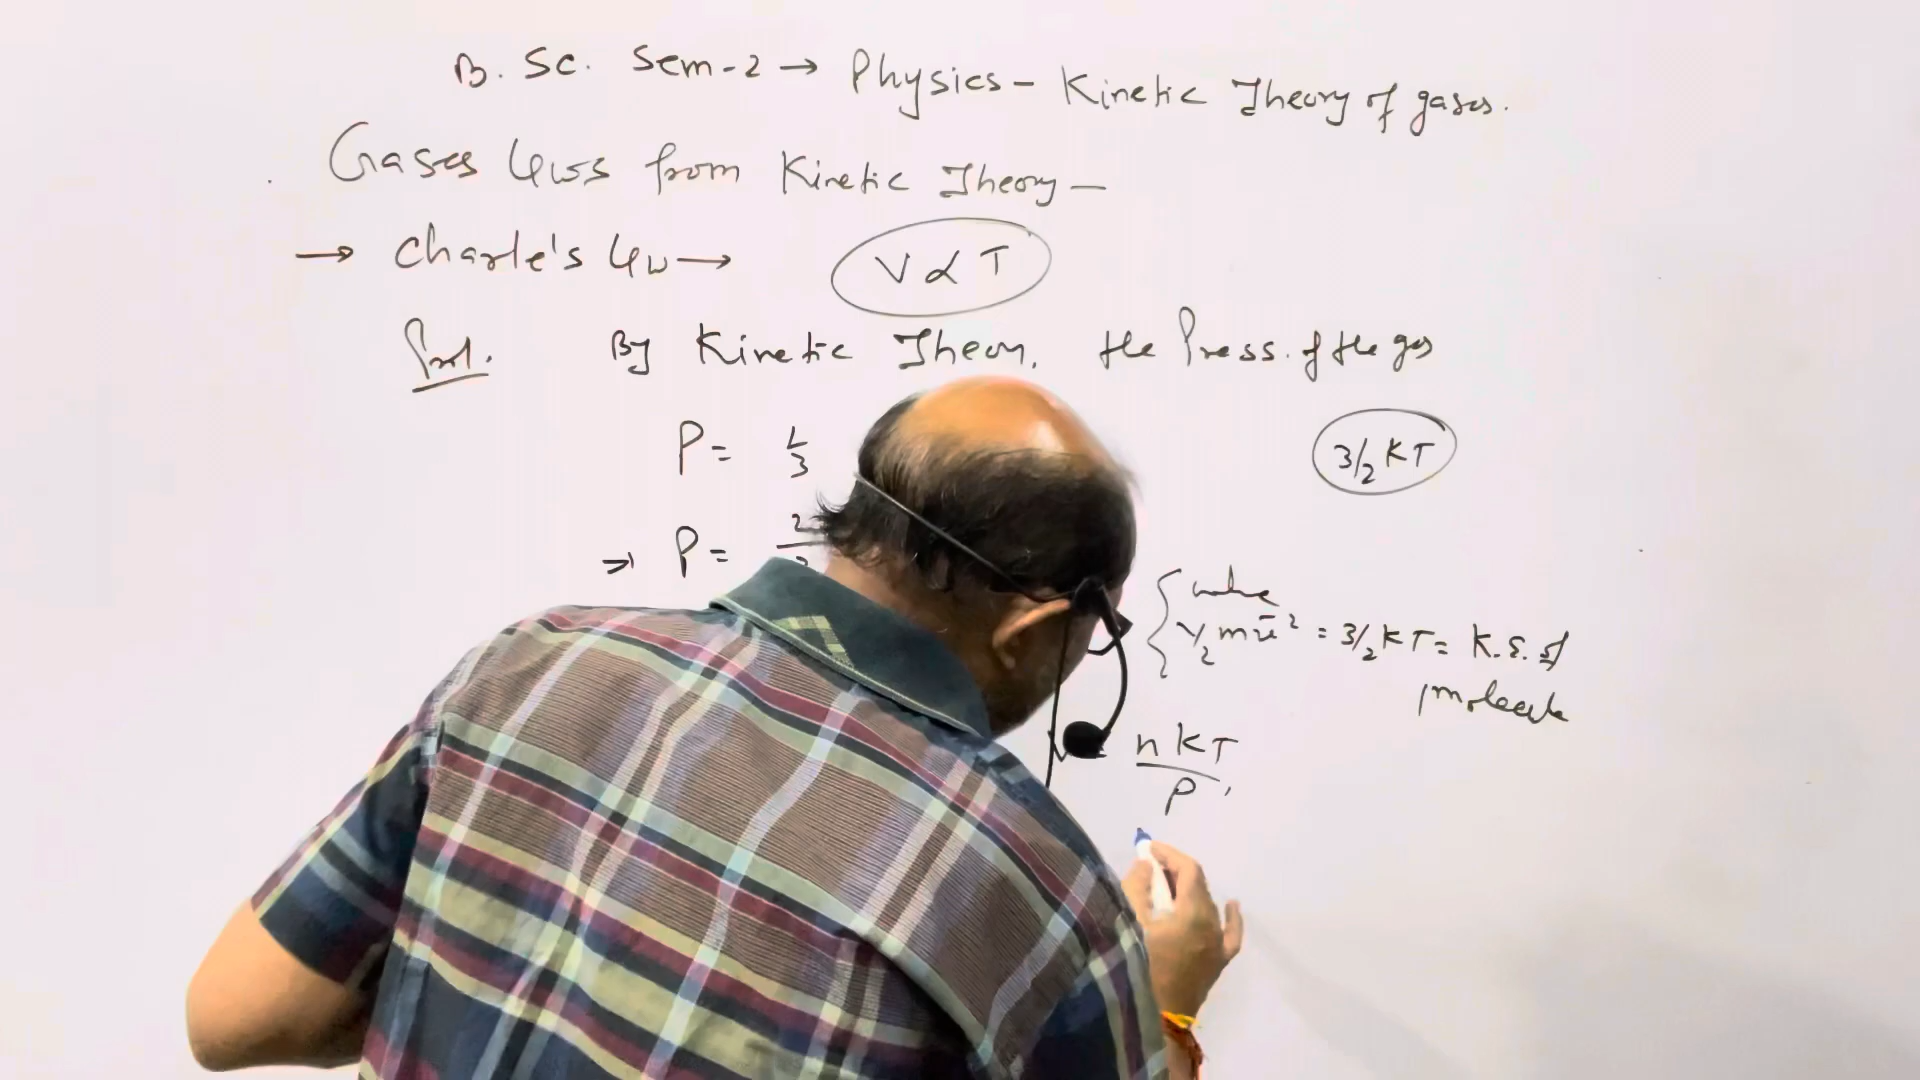 B. Sc. Sem-2 → Physics - Kinetic Theory of gases.
Gases Laws from Kinetic Theory —
→ Charle's Law → V ∝ T
By Kinetic Theory, the Press. of the gas
P = 1/3
3/2 KT
⇒ P = 2
{ where
1/2 mū² = 3/2 KT = K.E. of
molecule
nKT/P,